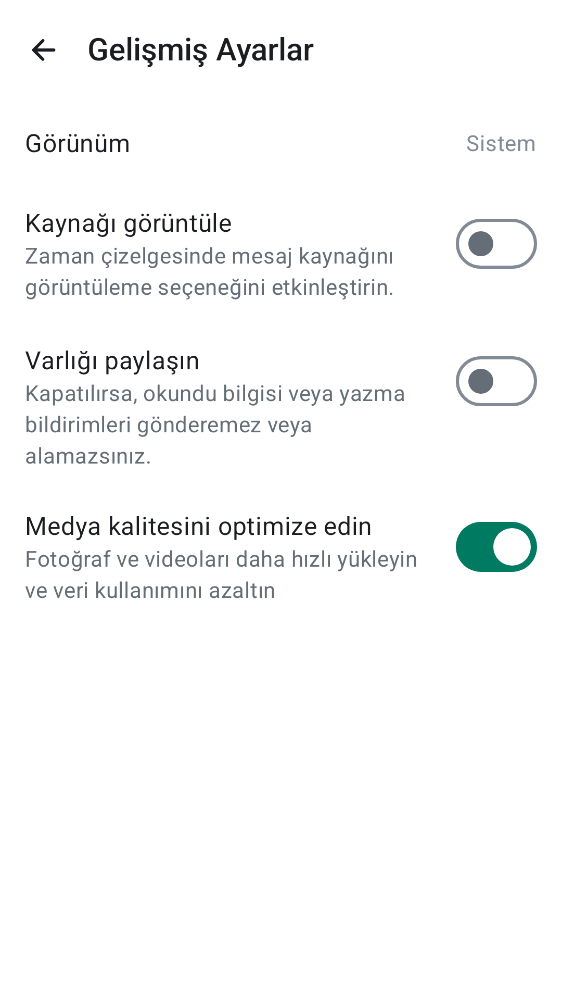 Gelişmiş Ayarlar
Görünüm
Sistem
Kaynağı görüntüle
Zaman çizelgesinde mesaj kaynağını
görüntüleme seçeneğini etkinleştirin.
Varlığı paylaşın
Kapatılırsa, okundu bilgisi veya yazma
bildirimleri gönderemez veya
alamazsınız.
Medya kalitesini optimize edin
Fotoğraf ve videoları daha hızlı yükleyin
ve veri kullanımını azaltın